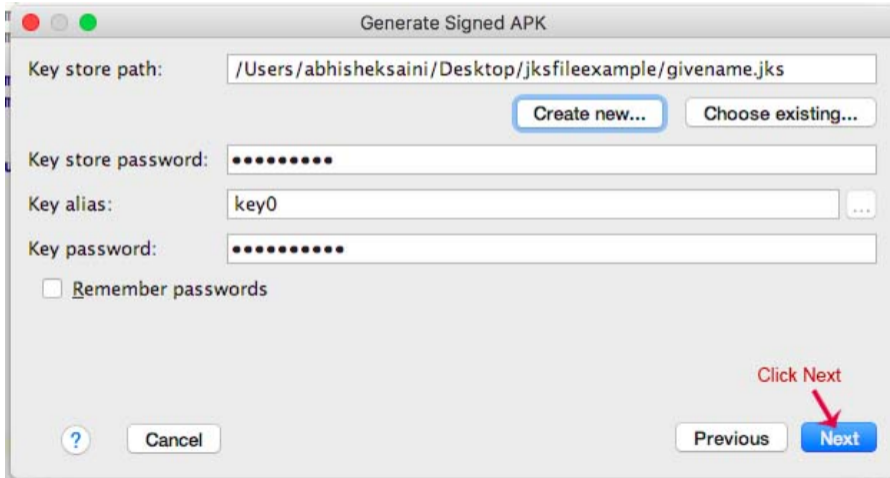 Generate Signed APK
Key store path: /Users/abhisheksaini/Desktop/jksfileexample/givename.jks
Create new... Choose existing...
Key store password: •••••••••
Key alias: key0 ...
Key password: ••••••••••
Remember passwords
Click Next
? Cancel Previous Next